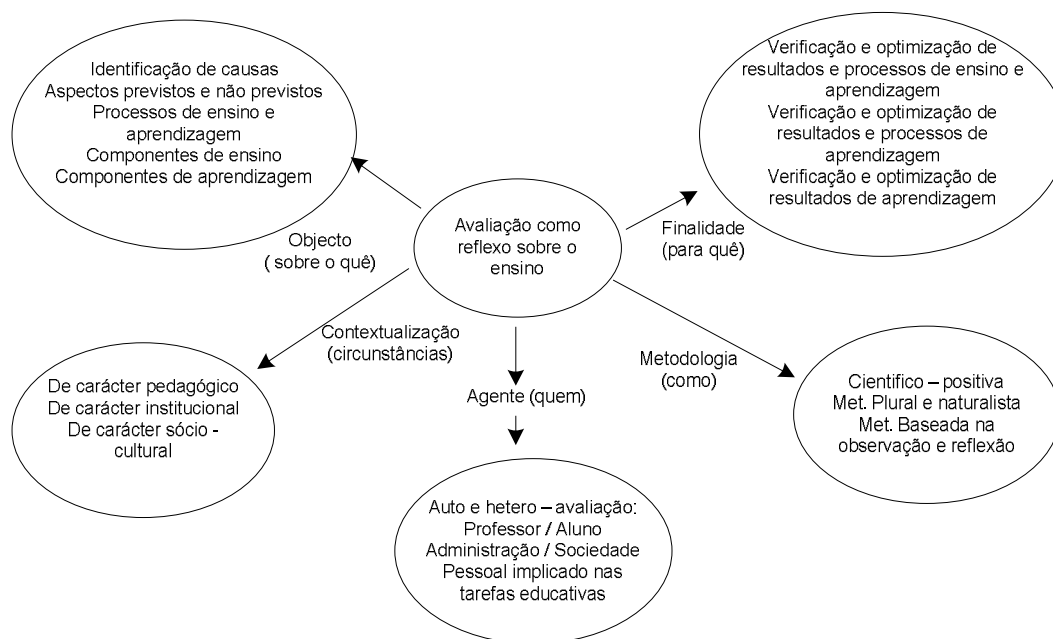 Identificação de causas
Aspectos previstos e não previstos
Processos de ensino e
aprendizagem
Componentes de ensino
Componentes de aprendizagem
Verificação e optimização de
resultados e processos de ensino e
aprendizagem
Verificação e optimização de
resultados e processos de
aprendizagem
Verificação e optimização de
resultados de aprendizagem
Avaliação como
reflexo sobre o
ensino
Objecto
( sobre o quê)
Finalidade
(para quê)
Contextualização
(circunstâncias)
Agente (quem)
Metodologia
(como)
De carácter pedagógico
De carácter institucional
De carácter sócio -
cultural
Auto e hetero – avaliação:
Professor / Aluno
Administração / Sociedade
Pessoal implicado nas
tarefas educativas
Cientifico – positiva
Met. Plural e naturalista
Met. Baseada na
observação e reflexão